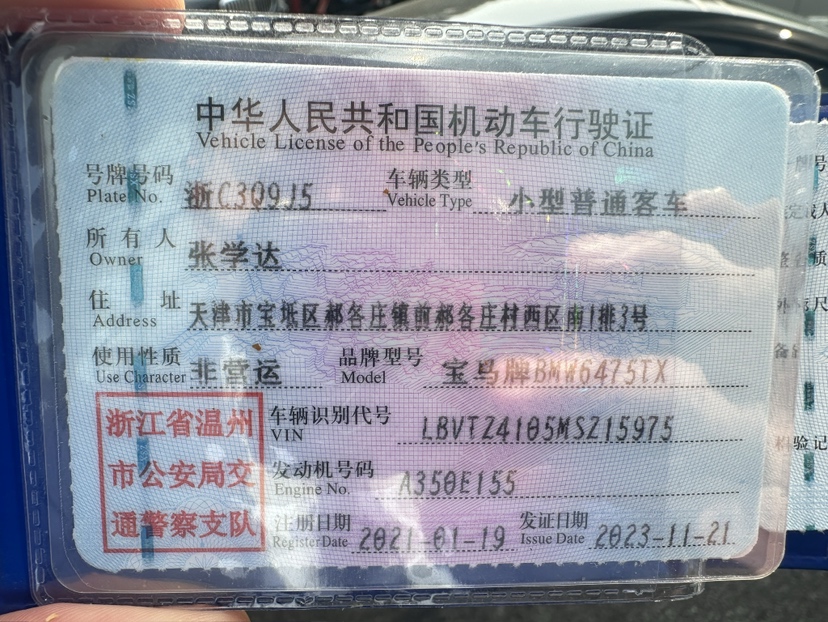 中华人民共和国机动车行驶证
Vehicle License of the People's Republic of China
号牌号码 浙C3Q9J5 车辆类型 小型普通客车
Plate No. Vehicle Type
所有人 张学达
Owner
住址 天津市宝坻区郝各庄镇前郝各庄村西区南1排3号
Address
使用性质 非营运 品牌型号 宝马牌BMW6475TX
Use Character Model
浙江省温州
市公安局交
通警察支队
车辆识别代号 LBVTZ4105MSZ15975
VIN
发动机号码 A350E155
Engine No.
注册日期 2021-01-19 发证日期 2023-11-21
Register Date Issue Date